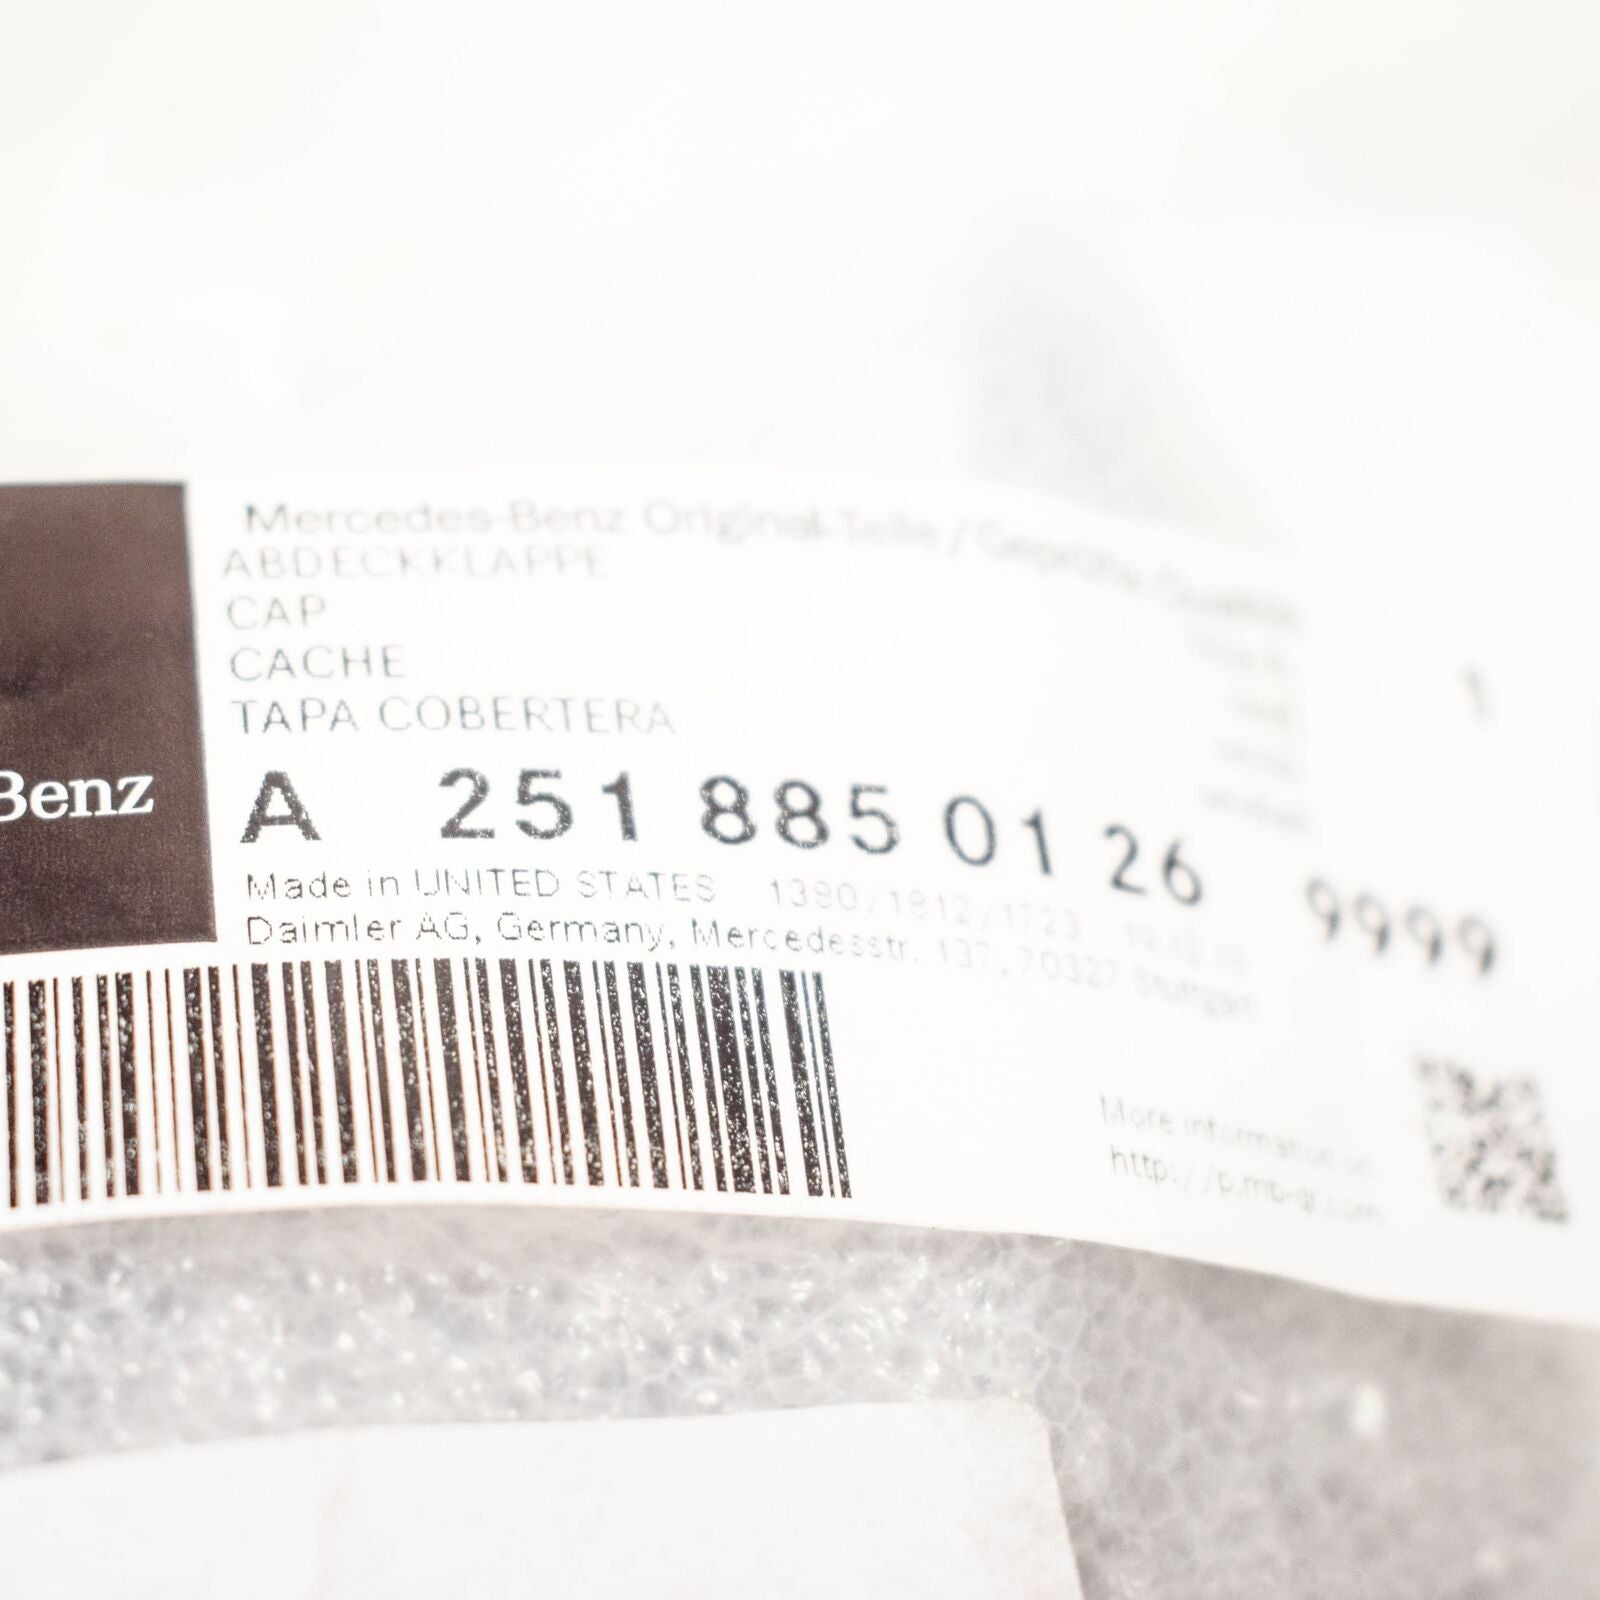 Mercedes-Benz Original-Teile / Geprüfte Qualität
ABDECKKLAPPE
CAP
CACHE
TAPA COBERTERA
1
Benz
A 251 885 01 26 9999
Made in UNITED STATES 1390/1812/1723
Daimler AG, Germany, Mercedesstr. 137, 70327 Stuttgart
More information on
http://p.mb-qr.com